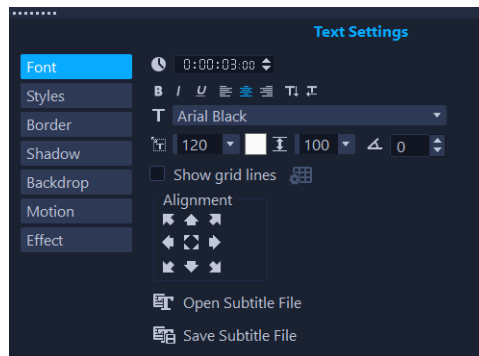 Text Settings
Font
Styles
Border
Shadow
Backdrop
Motion
Effect
0:00:03:00
B I U
T Arial Black
120
100
0
Show grid lines
Alignment
Open Subtitle File
Save Subtitle File